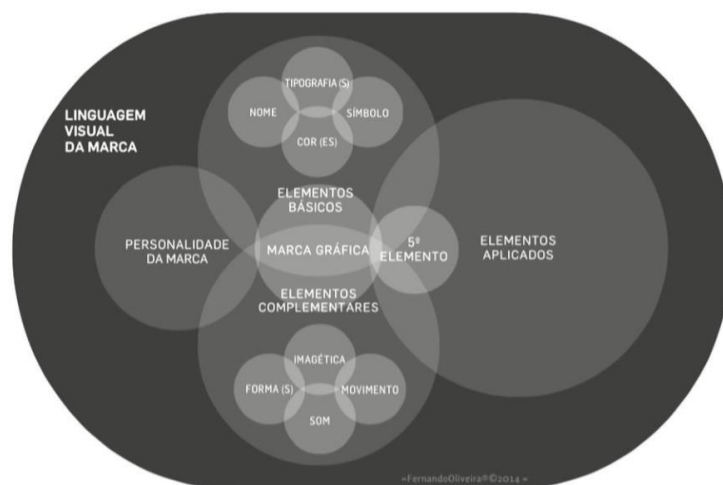 LINGUAGEM
VISUAL
DA MARCA
TIPOGRAFIA (S)
NOME
SÍMBOLO
COR (ES)
ELEMENTOS
BÁSICOS
PERSONALIDADE
DA MARCA
MARCA GRÁFICA
5º
ELEMENTO
ELEMENTOS
APLICADOS
ELEMENTOS
COMPLEMENTARES
IMAGÉTICA
FORMA (S)
MOVIMENTO
SOM
=FernandoOliveira®©2014=